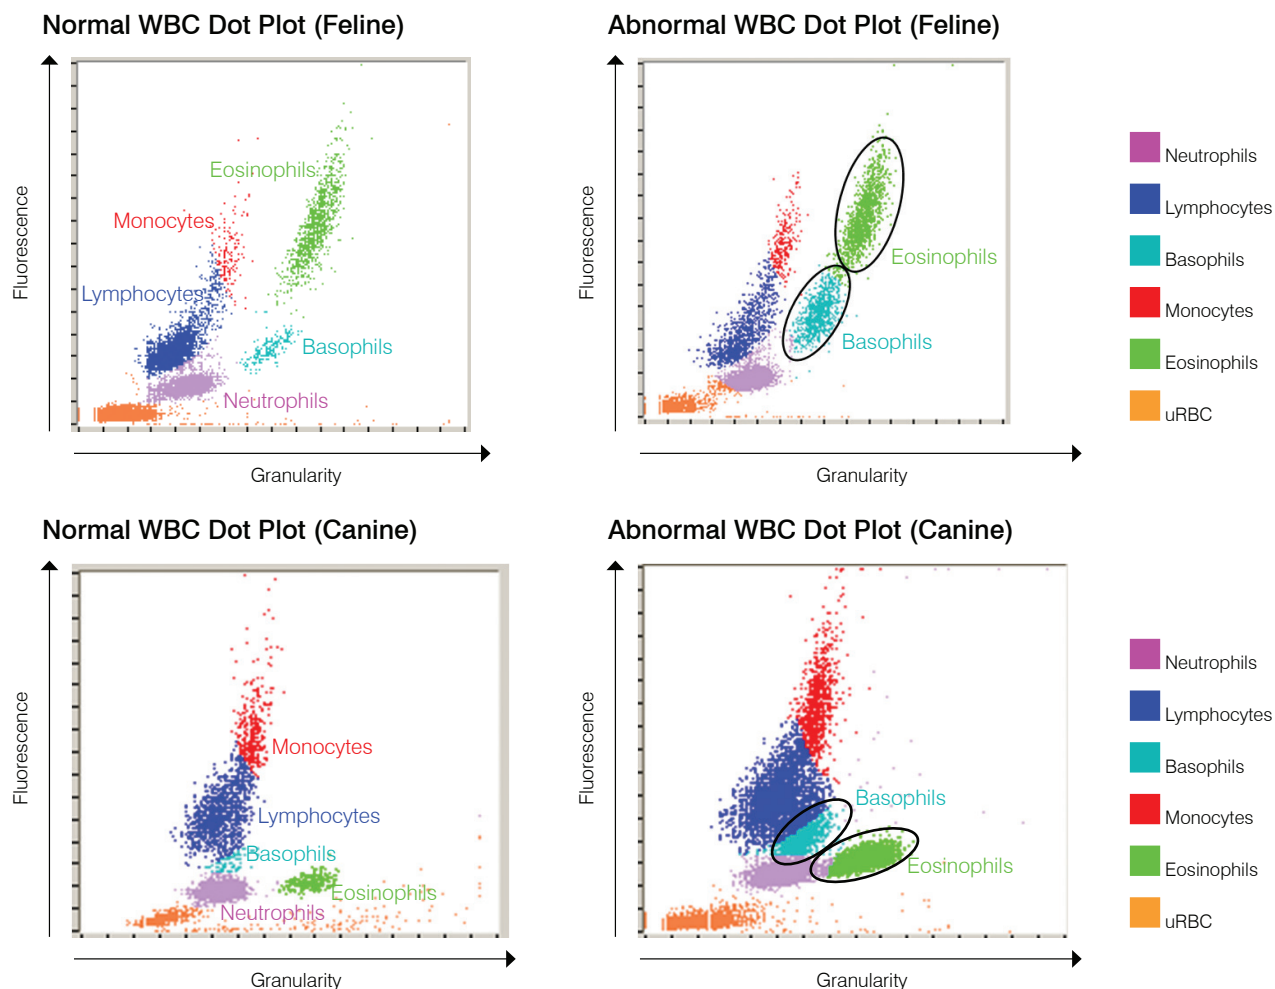 Normal WBC Dot Plot (Feline)
Fluorescence
Eosinophils
Monocytes
Lymphocytes
Basophils
Neutrophils
Granularity
Abnormal WBC Dot Plot (Feline)
Fluorescence
Eosinophils
Basophils
Granularity
Neutrophils
Lymphocytes
Basophils
Monocytes
Eosinophils
uRBC
Normal WBC Dot Plot (Canine)
Fluorescence
Monocytes
Lymphocytes
Basophils
Eosinophils
Neutrophils
Granularity
Abnormal WBC Dot Plot (Canine)
Fluorescence
Basophils
Eosinophils
Granularity
Neutrophils
Lymphocytes
Basophils
Monocytes
Eosinophils
uRBC